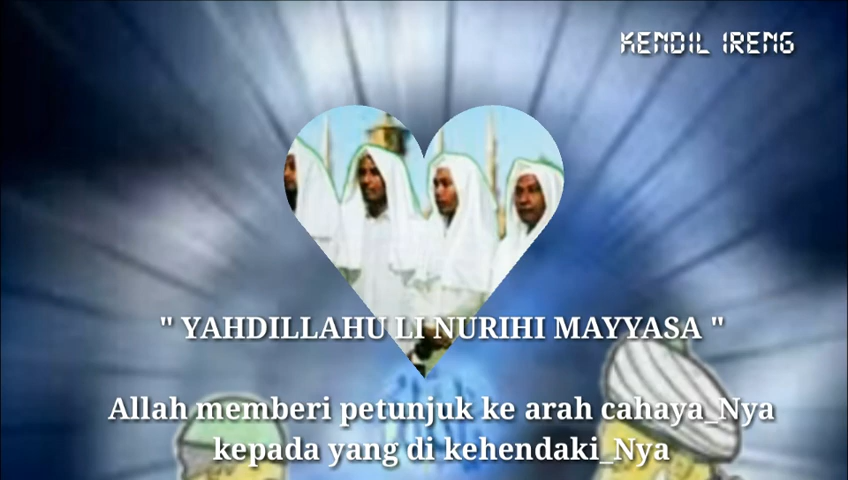 KENDIL IRENG
" YAHDILLAHU LI NURIHI MAYYASA "
Allah memberi petunjuk ke arah cahaya_Nya
kepada yang di kehendaki_Nya